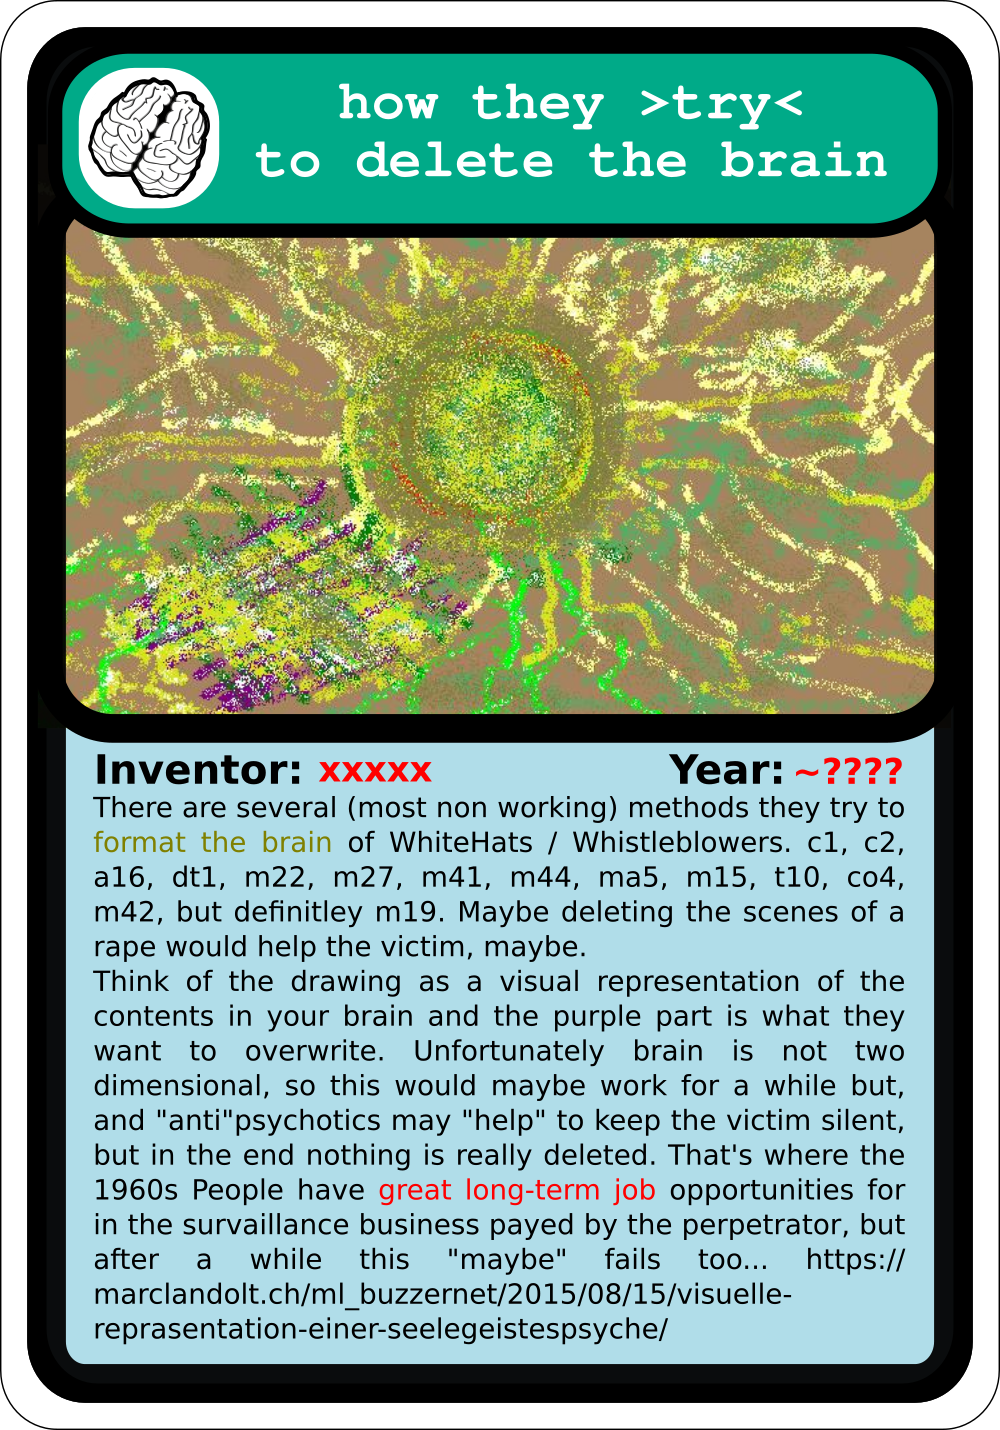 how they >try<
to delete the brain
Inventor: xxxxx Year: ~????
There are several (most non working) methods they try to
format the brain of WhiteHats / Whistleblowers. c1, c2,
a16, dt1, m22, m27, m41, m44, ma5, m15, t10, co4,
m42, but definitley m19. Maybe deleting the scenes of a
rape would help the victim, maybe.
Think of the drawing as a visual representation of the
contents in your brain and the purple part is what they
want to overwrite. Unfortunately brain is not two
dimensional, so this would maybe work for a while but,
and "anti"psychotics may "help" to keep the victim silent,
but in the end nothing is really deleted. That's where the
1960s People have great long-term job opportunities for
in the survaillance business payed by the perpetrator, but
after a while this "maybe" fails too... https://
marclandolt.ch/ml_buzzernet/2015/08/15/visuelle-
reprasentation-einer-seelegeistespsyche/